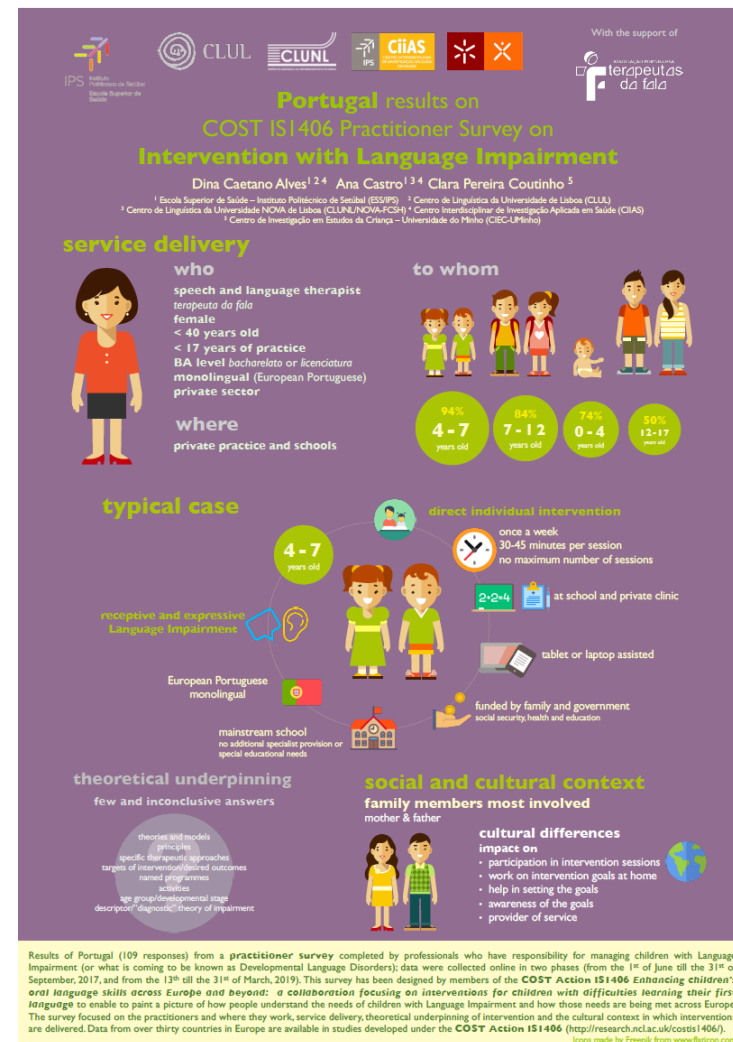 IPS Instituto
Politécnico de Setúbal
Escola Superior de
Saúde
CLUL
CLUNL
IPS
CiiAS
With the support of
terapeutas
da fala
Portugal results on
COST IS1406 Practitioner Survey on
Intervention with Language Impairment
Dina Caetano Alves¹ ² ⁴ Ana Castro¹ ³ ⁴ Clara Pereira Coutinho ⁵
¹ Escola Superior de Saúde – Instituto Politécnico de Setúbal (ESS/IPS) ² Centro de Linguística da Universidade de Lisboa (CLUL)
³ Centro de Linguística da Universidade NOVA de Lisboa (CLUNL/NOVA-FCSH) ⁴ Centro Interdisciplinar de Investigação Aplicada em Saúde (CIIAS)
⁵ Centro de Investigação em Estudos da Criança – Universidade do Minho (CIEC-UMinho)
service delivery
who
speech and language therapist
terapeuta da fala
female
< 40 years old
< 17 years of practice
BA level bacharelato or licenciatura
monolingual (European Portuguese)
private sector
where
private practice and schools
to whom
94%
4 - 7
years old
84%
7 - 12
years old
74%
0 - 4
years old
50%
12-17
years old
typical case
4 - 7
years old
direct individual intervention
once a week
30-45 minutes per session
no maximum number of sessions
2+2=4
at school and private clinic
tablet or laptop assisted
funded by family and government
social security, health and education
mainstream school
no additional specialist provision or
special educational needs
European Portuguese
monolingual
receptive and expressive
Language Impairment
theoretical underpinning
few and inconclusive answers
?
theories and models
principles
specific therapeutic approaches
targets of intervention/desired outcomes
named programmes
activities
age group/developmental stage
descriptor/"diagnostic" theory of impairment
social and cultural context
family members most involved
mother & father
cultural differences
impact on
• participation in intervention sessions
• work on intervention goals at home
• help in setting the goals
• awareness of the goals
• provider of service
Results of Portugal (109 responses) from a practitioner survey completed by professionals who have responsibility for managing children with Language
Impairment (or what is coming to be known as Developmental Language Disorders); data were collected online in two phases (from the 1st of June till the 31st o
September, 2017, and from the 13th till the 31st of March, 2019). This survey has been designed by members of the COST Action IS1406 Enhancing children's
oral language skills across Europe and beyond: a collaboration focusing on interventions for children with difficulties learning their first
language to enable to paint a picture of how people understand the needs of children with Language Impairment and how those needs are being met across Europe
The survey focused on the practitioners and where they work, service delivery, theoretical underpinning of intervention and the cultural context in which intervention
are delivered. Data from over thirty countries in Europe are available in studies developed under the COST Action IS1406 (http://research.ncl.ac.uk/costis1406/).
Icons made by Freepik from www.flaticon.com